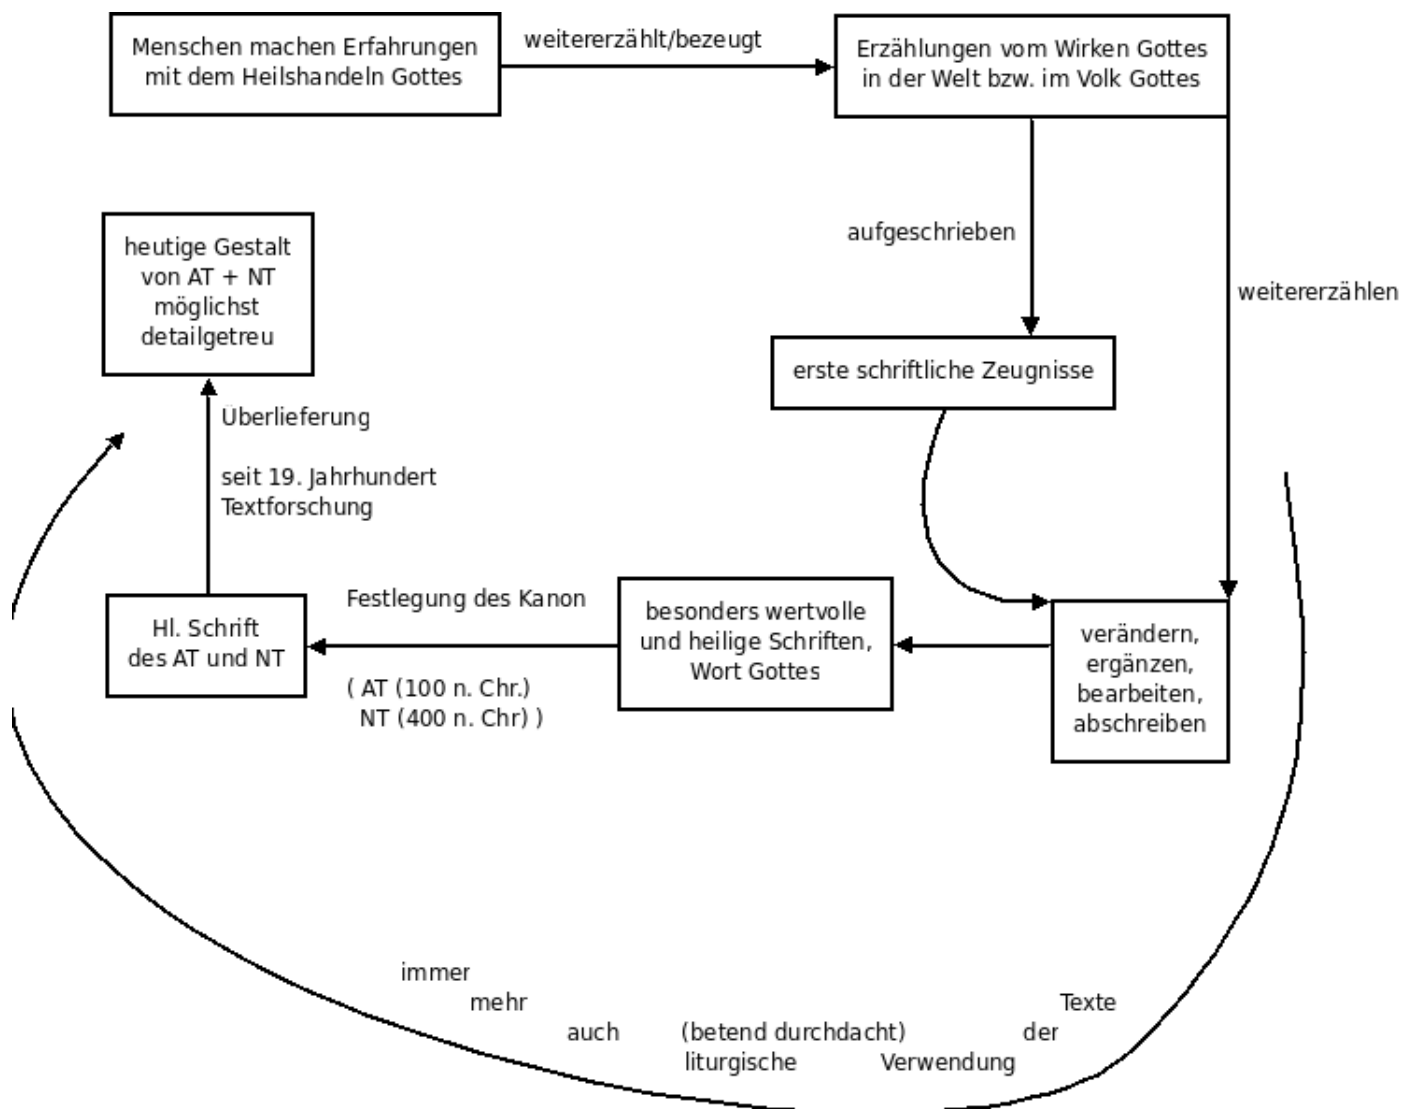 Menschen machen Erfahrungen
mit dem Heilshandeln Gottes
weitererzählt/bezeugt
Erzählungen vom Wirken Gottes
in der Welt bzw. im Volk Gottes
aufgeschrieben
weitererzählen
erste schriftliche Zeugnisse
verändern,
ergänzen,
bearbeiten,
abschreiben
besonders wertvolle
und heilige Schriften,
Wort Gottes
Festlegung des Kanon
( AT (100 n. Chr.)
NT (400 n. Chr) )
Hl. Schrift
des AT und NT
Überlieferung
seit 19. Jahrhundert
Textforschung
heutige Gestalt
von AT + NT
möglichst
detailgetreu
immer
mehr
auch (betend durchdacht)
liturgische Verwendung
der
Texte